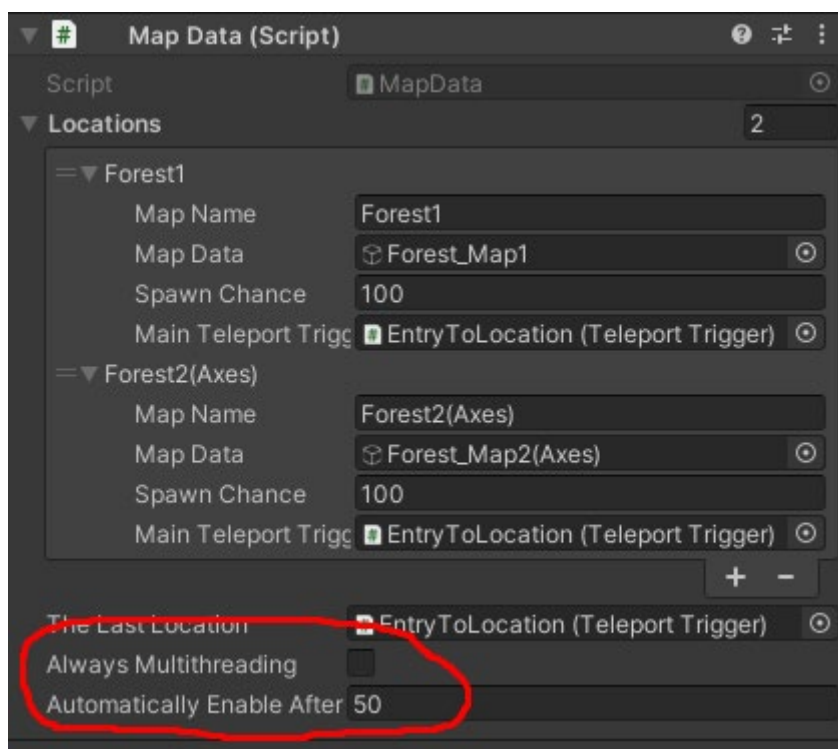 Map Data (Script)
Script MapData
Locations 2
Forest1
Map Name Forest1
Map Data Forest_Map1
Spawn Chance 100
Main Teleport Trigg EntryToLocation (Teleport Trigger)
Forest2(Axes)
Map Name Forest2(Axes)
Map Data Forest_Map2(Axes)
Spawn Chance 100
Main Teleport Trigg EntryToLocation (Teleport Trigger)
The Last Location EntryToLocation (Teleport Trigger)
Always Multithreading
Automatically Enable After 50